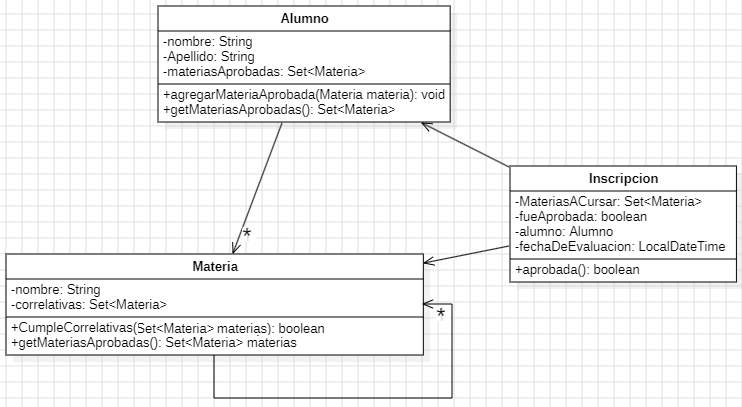 Alumno
-nombre: String
-Apellido: String
-materiasAprobadas: Set<Materia>
+agregarMateriaAprobada(Materia materia): void
+getMateriasAprobadas(): Set<Materia>
Inscripcion
-MateriasACursar: Set<Materia>
-fueAprobada: boolean
-alumno: Alumno
-fechaDeEvaluacion: LocalDateTime
+aprobada(): boolean
*
Materia
-nombre: String
-correlativas: Set<Materia>
+CumpleCorrelativas(Set<Materia> materias): boolean
+getMateriasAprobadas(): Set<Materia> materias
*